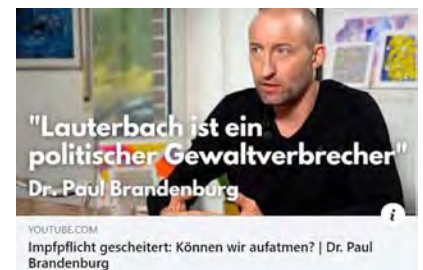 "Lauterbach ist ein
politischer Gewaltverbrecher"
Dr. Paul Brandenburg
i
YOUTUBE.COM
Impfpflicht gescheitert: Können wir aufatmen? | Dr. Paul
Brandenburg